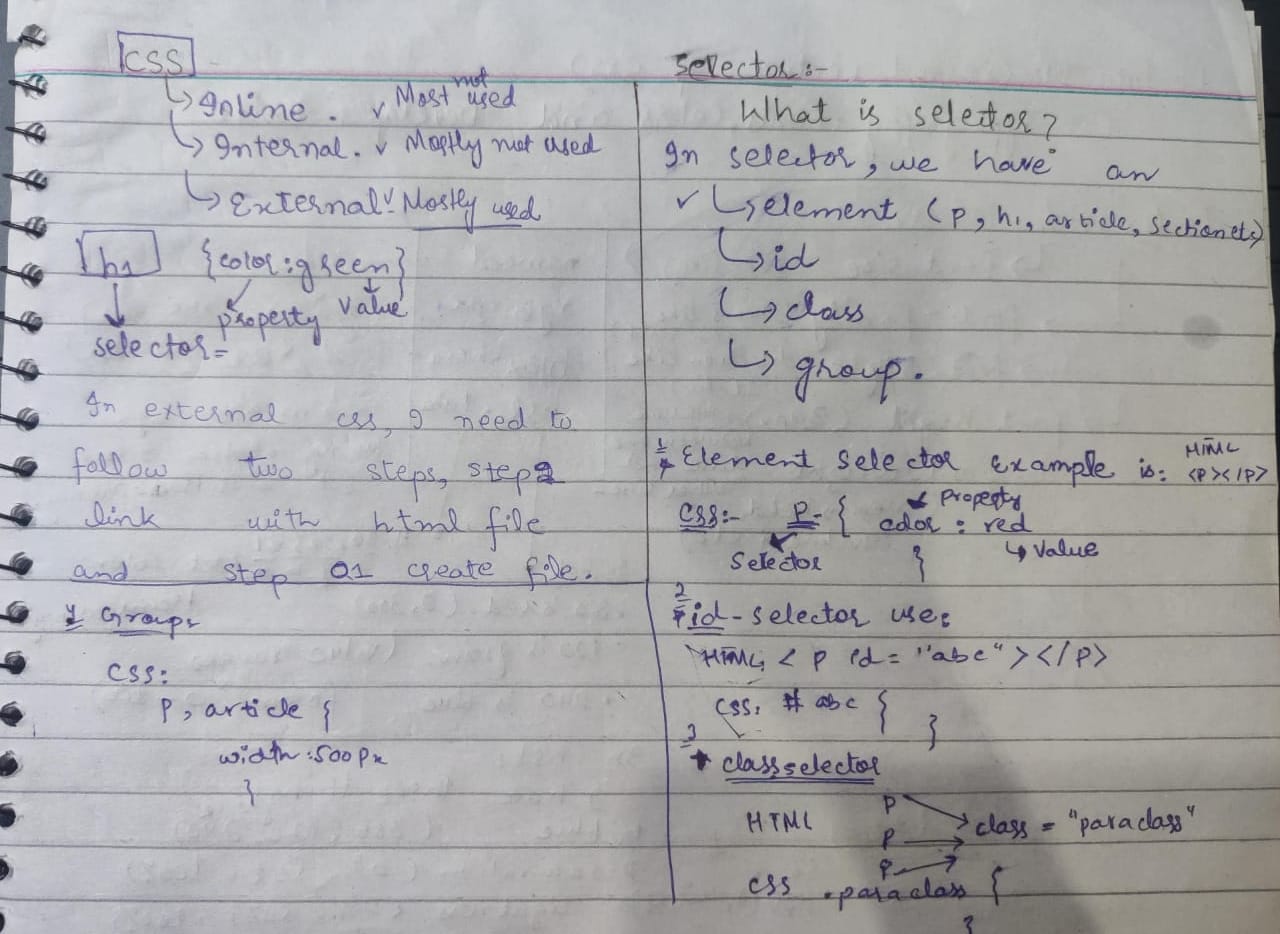 CSS
Inline. Most not used
Internal. Mostly not used
External: Mostly used
h1 {color:green}
property value
selector=
In external css, I need to
follow two steps, step 2
link with html file
and step 01 create file.
Groups
CSS:
P, article {
width:500px
}
Selector:-
What is selector?
In selector, we have an
element (p, h1, article, section etc)
id
class
group.
1 Element selector example is: HTML
<P></P>
Property
CSS:- P- { color : red
Selector } Value
2 id-selector use:
HTML, < p id = "abc"></P>
CSS, # abc {
}
3
class selector
P
HTML class = "paraclass"
P
P
CSS .paraclass {
}